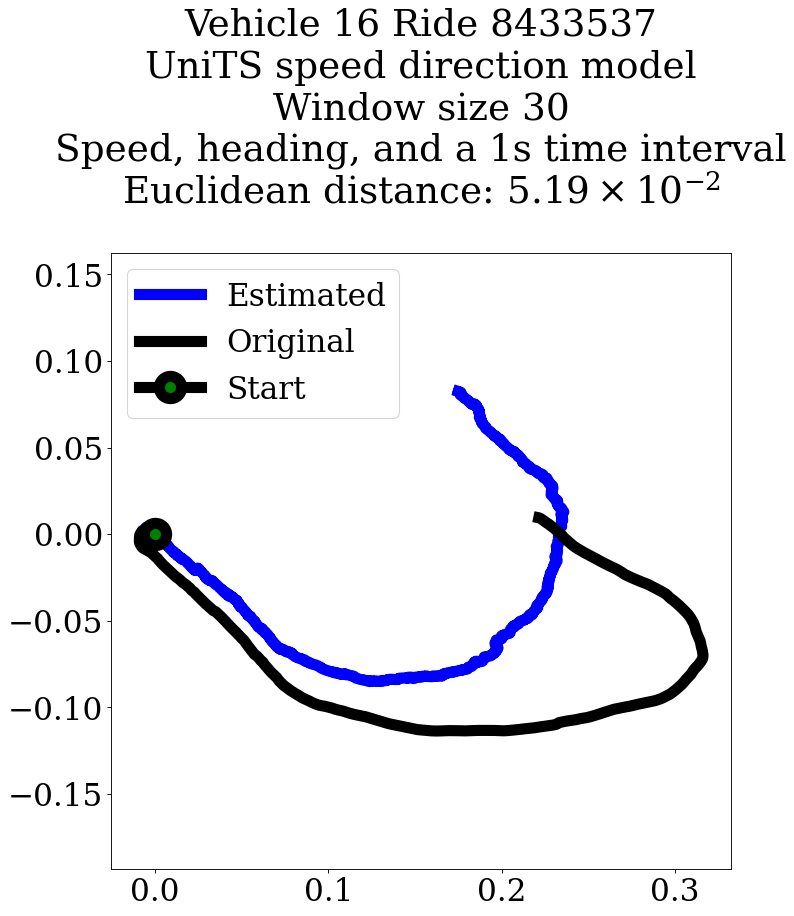 Vehicle 16 Ride 8433537
UniTS speed direction model
Window size 30
Speed, heading, and a 1s time interval
Euclidean distance: 5.19 × 10⁻²
0.15
0.10
0.05
0.00
−0.05
−0.10
−0.15
Estimated
Original
Start
0.0 0.1 0.2 0.3